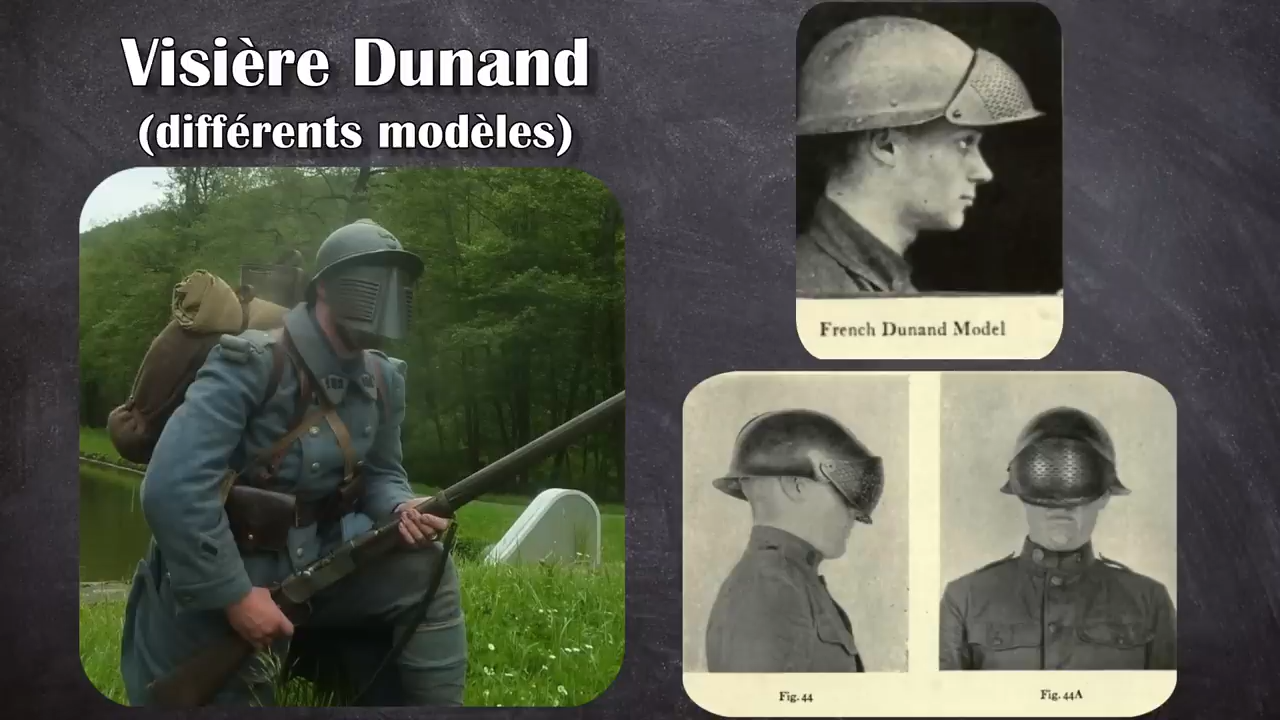 Visière Dunand
(différents modèles)
French Dunand Model
Fig. 44
Fig. 44A